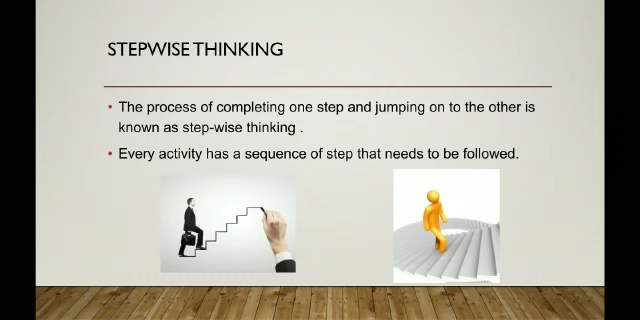 STEPWISE THINKING
• The process of completing one step and jumping on to the other is
known as step-wise thinking .
• Every activity has a sequence of step that needs to be followed.